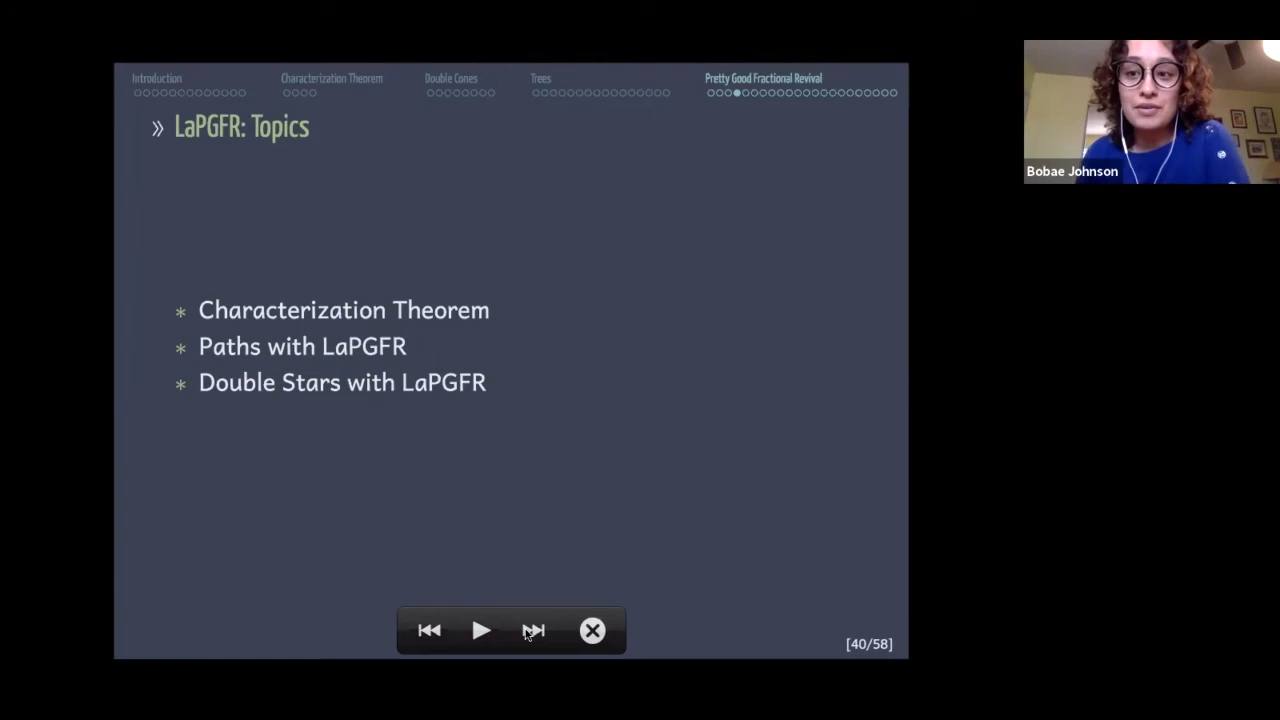 Introduction Characterization Theorem Double Cones Trees Pretty Good Fractional Revival
» LaPGFR: Topics
* Characterization Theorem
* Paths with LaPGFR
* Double Stars with LaPGFR
[40/58]
Bobae Johnson